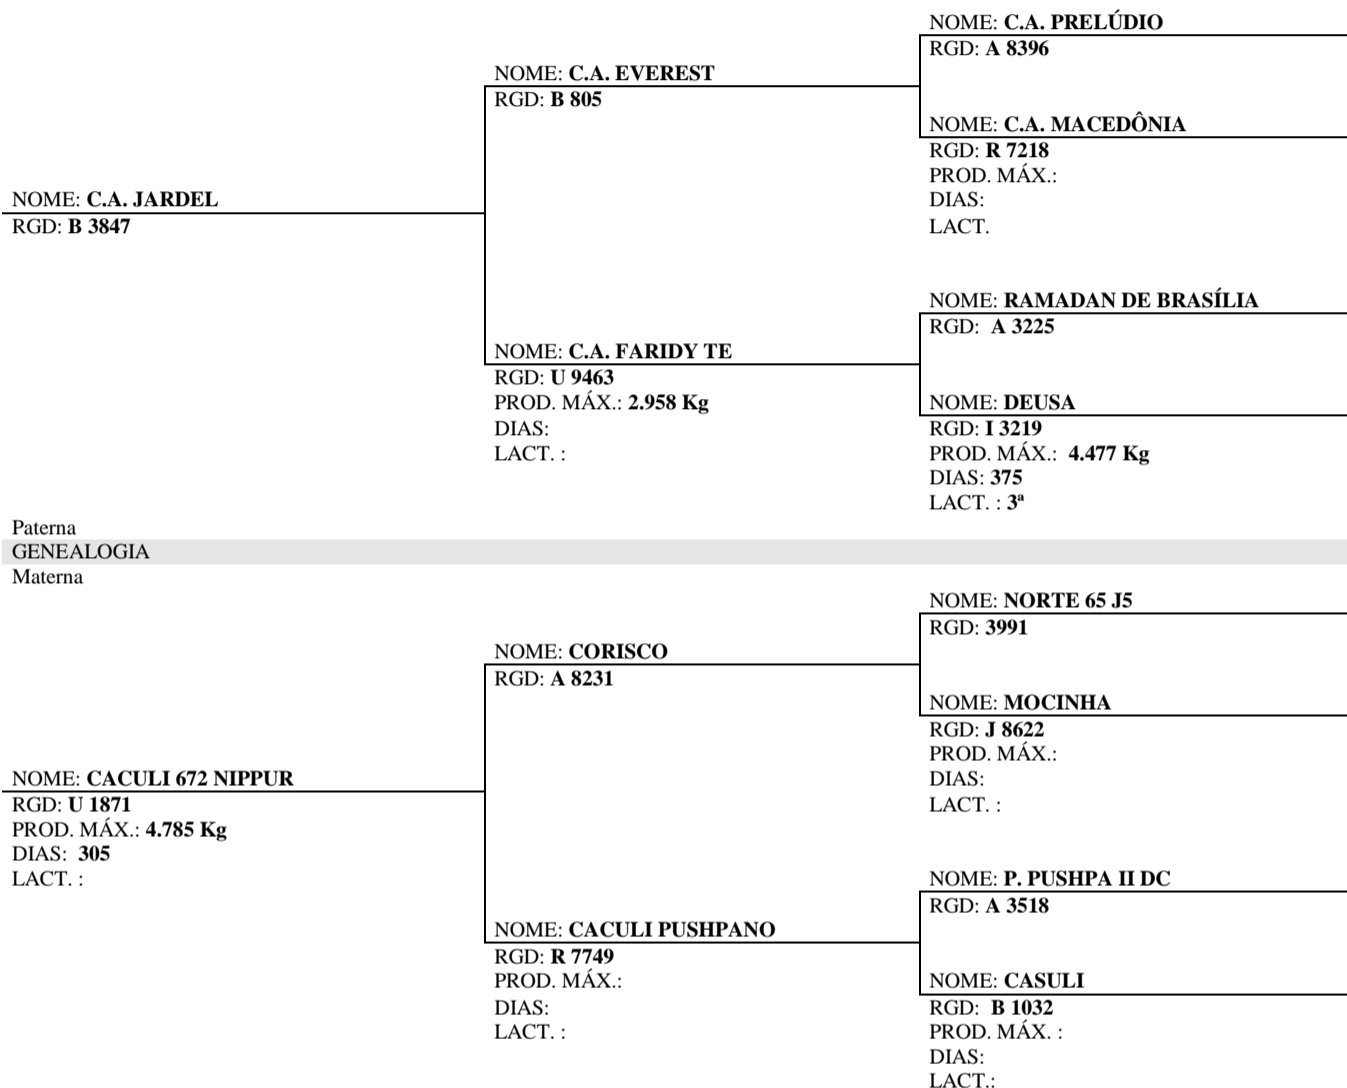 NOME: C.A. PRELÚDIO
RGD: A 8396
NOME: C.A. EVEREST
RGD: B 805
NOME: C.A. MACEDÔNIA
RGD: R 7218
PROD. MÁX.:
DIAS:
LACT.
NOME: C.A. JARDEL
RGD: B 3847
NOME: RAMADAN DE BRASÍLIA
RGD: A 3225
NOME: C.A. FARIDY TE
RGD: U 9463
PROD. MÁX.: 2.958 Kg
DIAS:
LACT. :
NOME: DEUSA
RGD: I 3219
PROD. MÁX.: 4.477 Kg
DIAS: 375
LACT. : 3ª
Paterna
GENEALOGIA
Materna
NOME: NORTE 65 J5
RGD: 3991
NOME: CORISCO
RGD: A 8231
NOME: MOCINHA
RGD: J 8622
PROD. MÁX.:
DIAS:
LACT. :
NOME: CACULI 672 NIPPUR
RGD: U 1871
PROD. MÁX.: 4.785 Kg
DIAS: 305
LACT. :
NOME: P. PUSHPA II DC
RGD: A 3518
NOME: CACULI PUSHPANO
RGD: R 7749
PROD. MÁX.:
DIAS:
LACT. :
NOME: CASULI
RGD: B 1032
PROD. MÁX. :
DIAS:
LACT.: